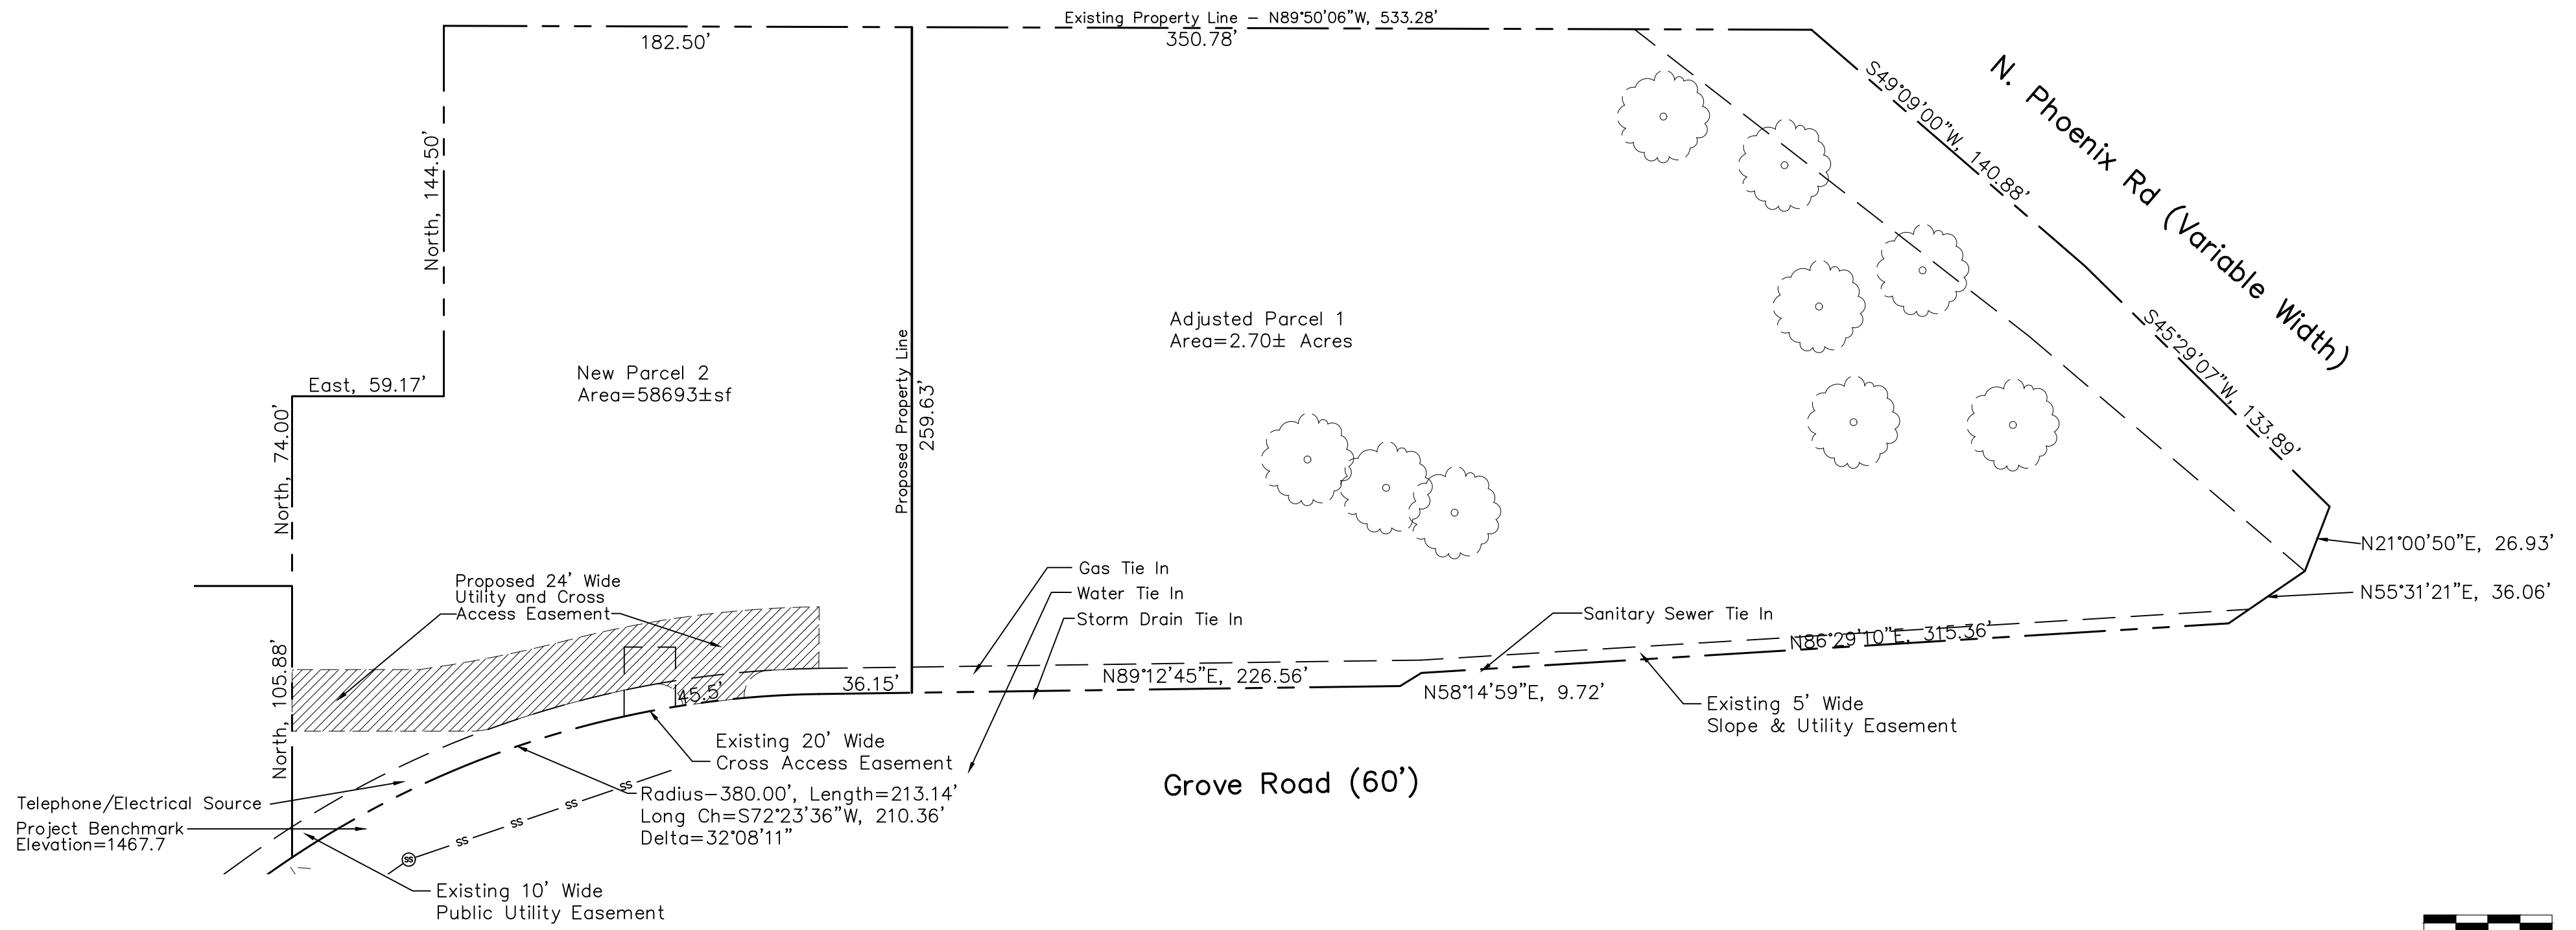 Existing Property Line - N89°50'06"W, 533.28'
182.50'
350.78'
North, 144.50'
S49°09'00"W, 140.88'
N. Phoenix Rd (Variable Width)
S45°29'07"W, 133.89'
Adjusted Parcel 1
Area=2.70± Acres
New Parcel 2
Area=58693±sf
East, 59.17'
North, 74.00'
Proposed Property Line
259.63'
N21°00'50"E, 26.93'
N55°31'21"E, 36.06'
Proposed 24' Wide
Utility and Cross
Access Easement
Gas Tie In
Water Tie In
Storm Drain Tie In
Sanitary Sewer Tie In
N86°29'10"E, 315.36'
North, 105.88'
45.5'
36.15'
N89°12'45"E, 226.56'
N58°14'59"E, 9.72'
Existing 5' Wide
Slope & Utility Easement
Existing 20' Wide
Cross Access Easement
Grove Road (60')
Radius-380.00', Length=213.14'
Long Ch=S72°23'36"W, 210.36'
Delta=32°08'11"
Telephone/Electrical Source
Project Benchmark
Elevation=1467.7
SS
SS
SS
SS
SS
Existing 10' Wide
Public Utility Easement